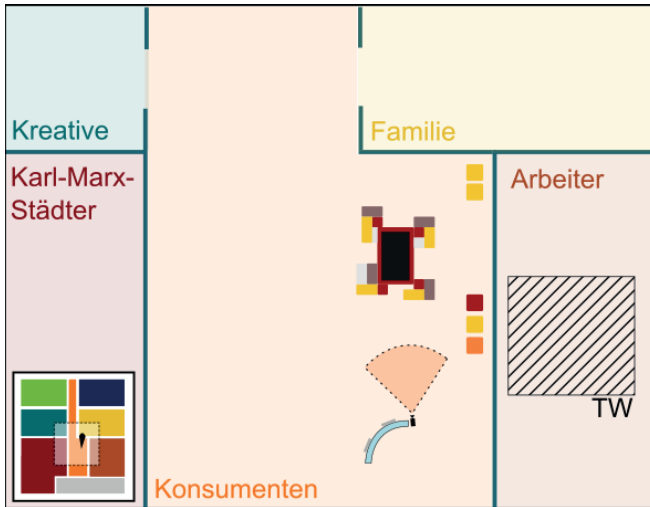 Kreative
Familie
Karl-Marx-
Städter
Arbeiter
TW
Konsumenten